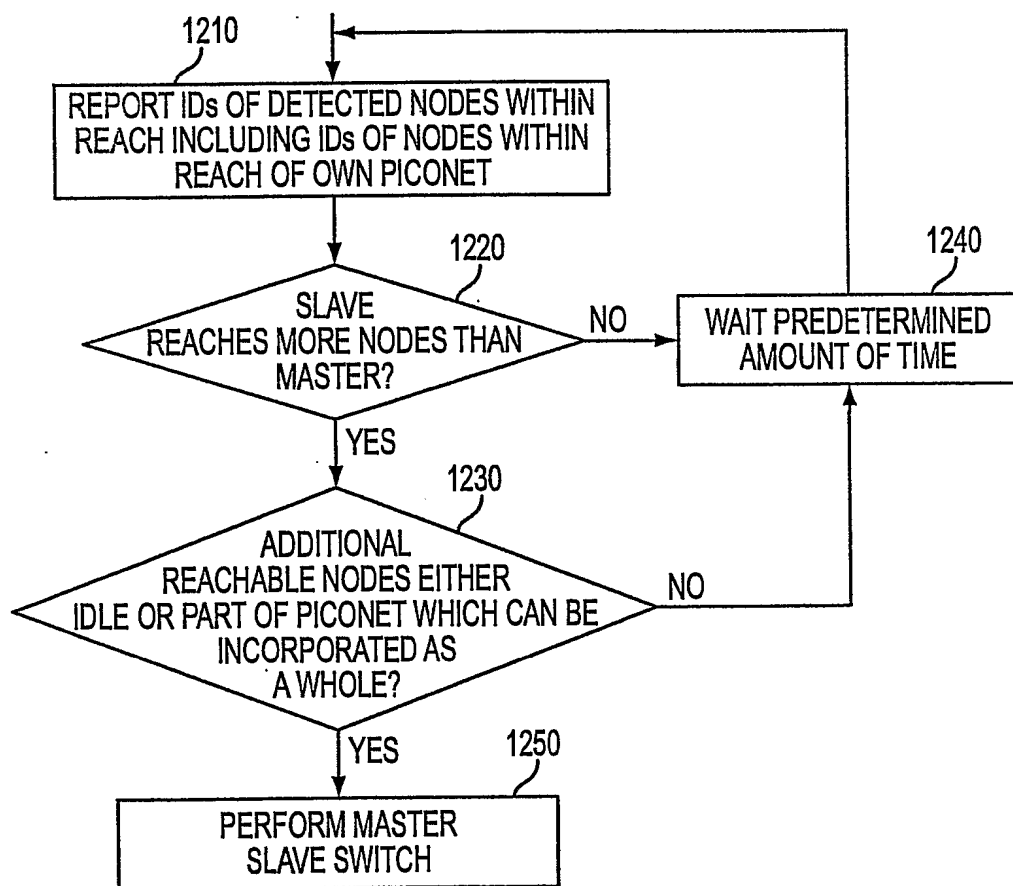 1210
REPORT IDs OF DETECTED NODES WITHIN
REACH INCLUDING IDs OF NODES WITHIN
REACH OF OWN PICONET
1220
SLAVE
REACHES MORE NODES THAN
MASTER?
NO
1240
WAIT PREDETERMINED
AMOUNT OF TIME
YES
1230
ADDITIONAL
REACHABLE NODES EITHER
IDLE OR PART OF PICONET WHICH CAN BE
INCORPORATED AS
A WHOLE?
NO
YES
1250
PERFORM MASTER
SLAVE SWITCH